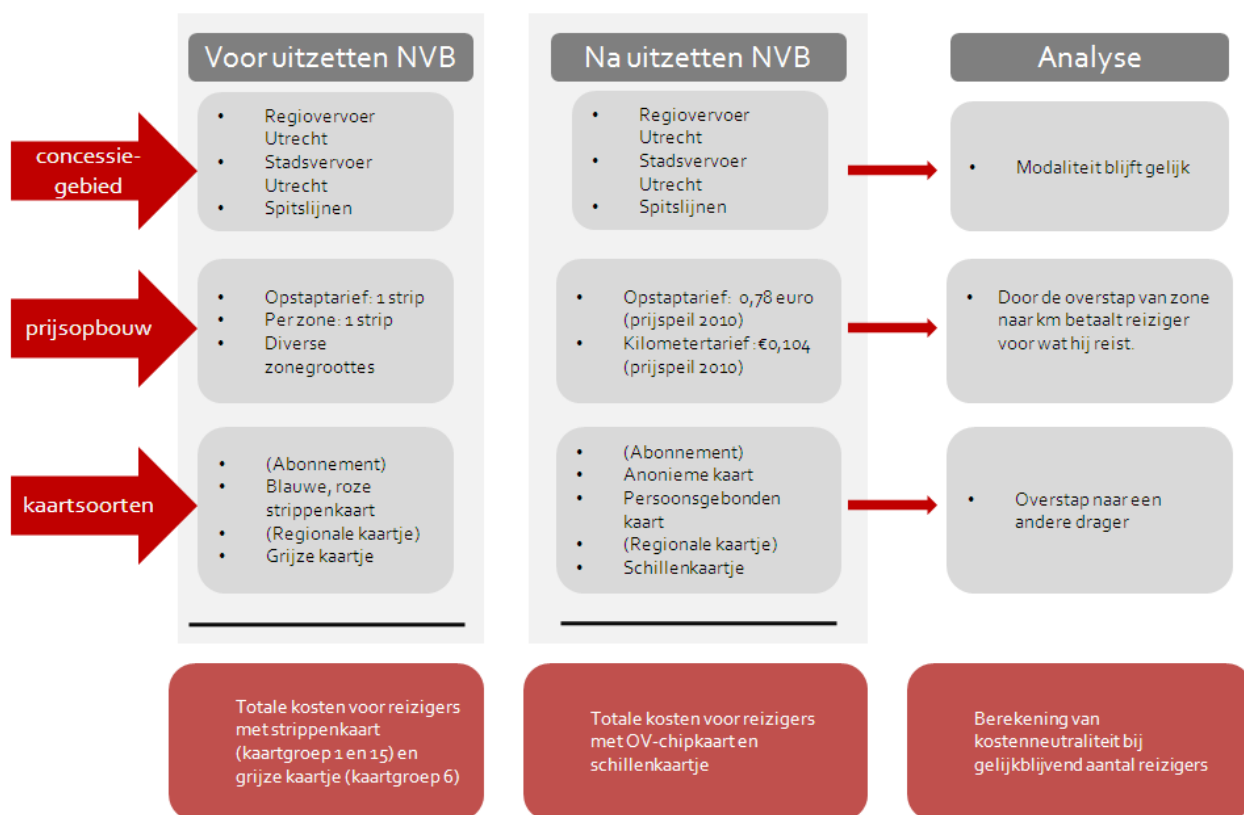 Voor uitzetten NVB
Na uitzetten NVB
Analyse
concessie-
gebied
• Regiovervoer
Utrecht
• Stadsvervoer
Utrecht
• Spitslijnen
• Regiovervoer
Utrecht
• Stadsvervoer
Utrecht
• Spitslijnen
• Modaliteit blijft gelijk
prijsopbouw
• Opstaptarief: 1 strip
• Per zone: 1 strip
• Diverse
zonegroottes
• Opstaptarief: 0,78 euro
(prijspeil 2010)
• Kilometertarief :€0,104
(prijspeil 2010)
• Door de overstap van zone
naar km betaalt reiziger
voor wat hij reist.
kaartsoorten
• (Abonnement)
• Blauwe, roze
strippenkaart
• (Regionale kaartje)
• Grijze kaartje
• (Abonnement)
• Anonieme kaart
• Persoonsgebonden
kaart
• (Regionale kaartje)
• Schillenkaartje
• Overstap naar een
andere drager
Totale kosten voor reizigers
met strippenkaart
(kaartgroep 1 en 15) en
grijze kaartje (kaartgroep 6)
Totale kosten voor reizigers
met OV-chipkaart en
schillenkaartje
Berekening van
kostenneutraliteit bij
gelijkblijvend aantal reizigers